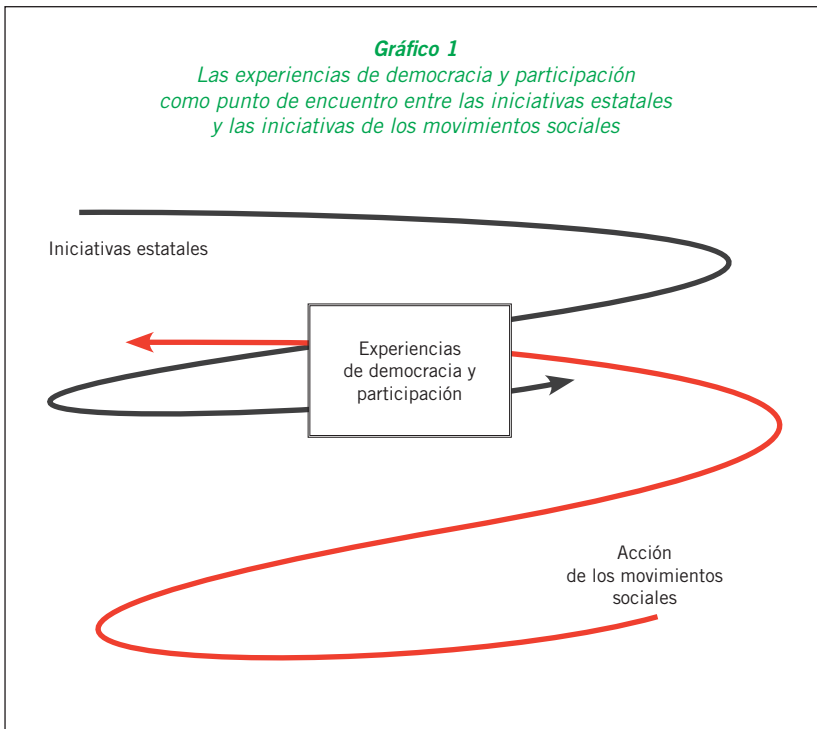 Gráfico 1
Las experiencias de democracia y participación
como punto de encuentro entre las iniciativas estatales
y las iniciativas de los movimientos sociales
Iniciativas estatales
Experiencias
de democracia y
participación
Acción
de los movimientos
sociales